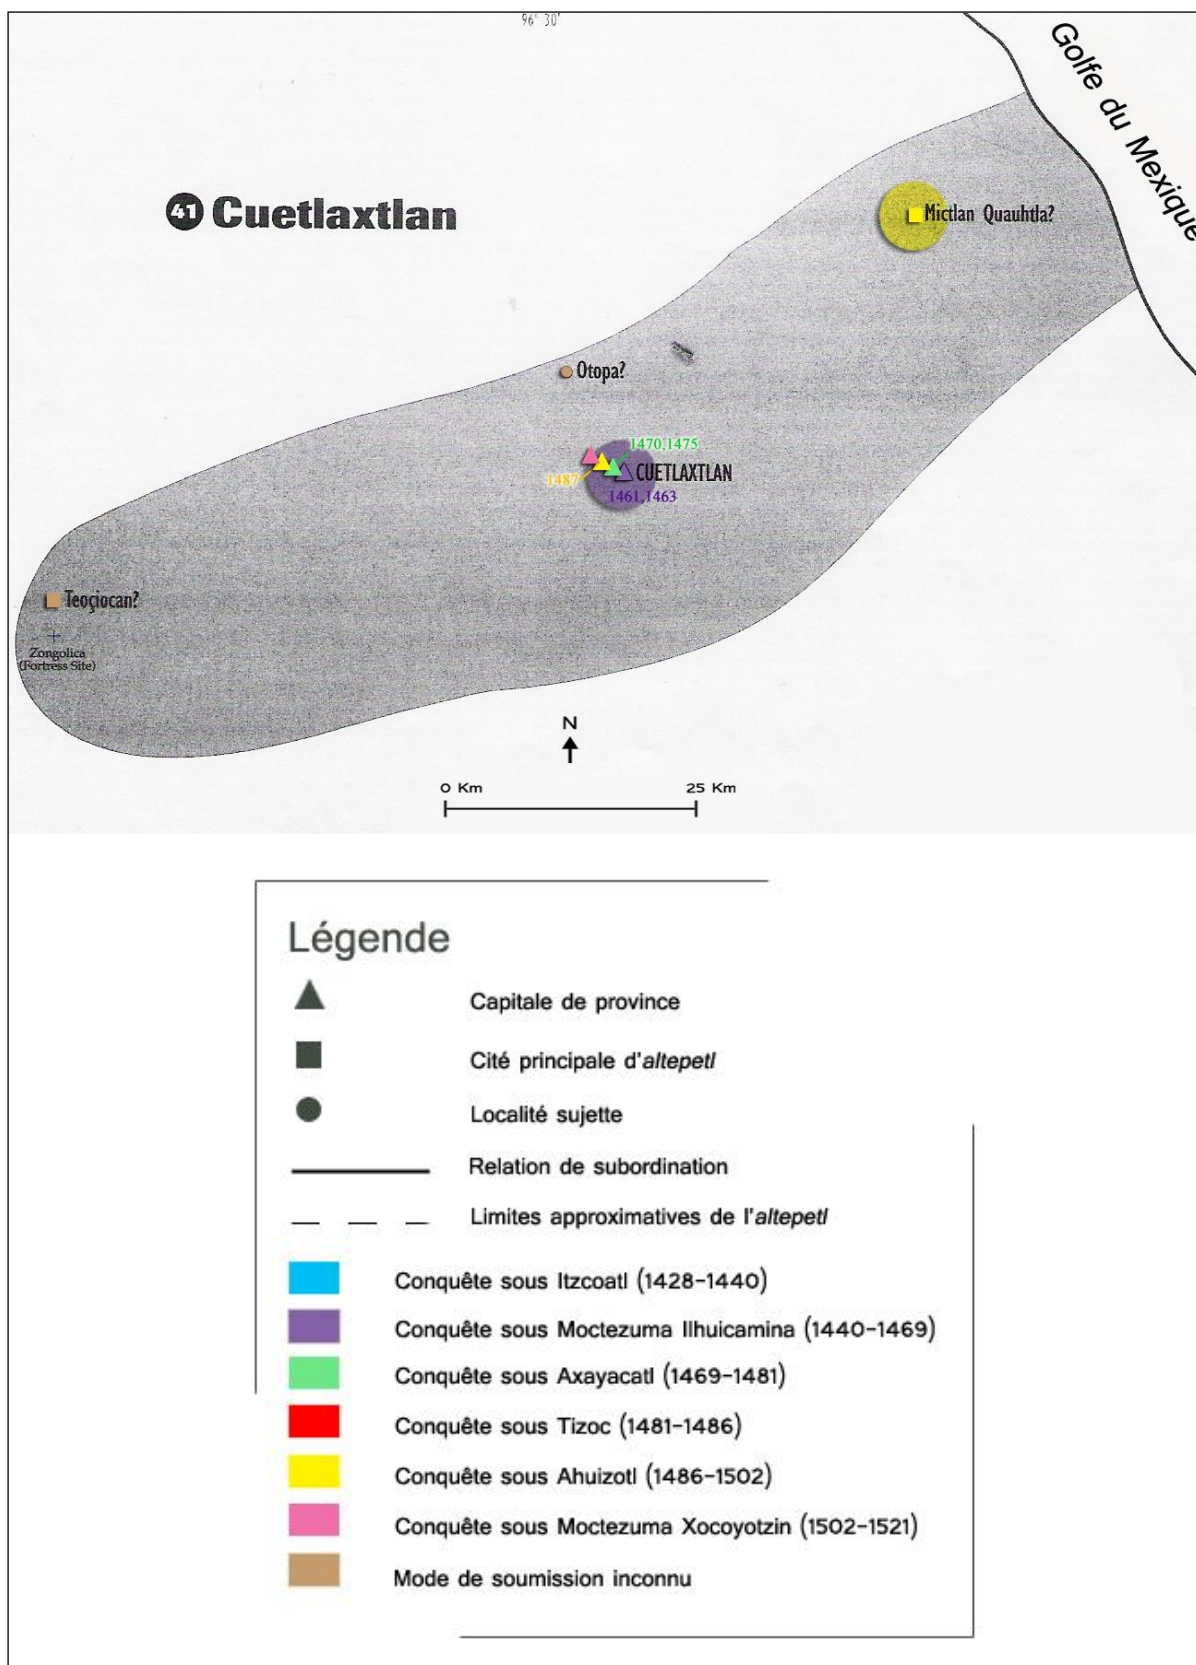 96° 30'
Golfe du Mexique
41 Cuetlaxtlan
Mictlan Quauhtla?
Otopa?
1470,1475
1487
CUETLAXTLAN
1461,1463
Teoçiocan?
Zongolica
(Fortress Site)
N
0 Km 25 Km
Légende
Capitale de province
Cité principale d'altepetl
Localité sujette
Relation de subordination
Limites approximatives de l'altepetl
Conquête sous Itzcoatl (1428-1440)
Conquête sous Moctezuma Ilhuicamina (1440-1469)
Conquête sous Axayacatl (1469-1481)
Conquête sous Tizoc (1481-1486)
Conquête sous Ahuizotl (1486-1502)
Conquête sous Moctezuma Xocoyotzin (1502-1521)
Mode de soumission inconnu